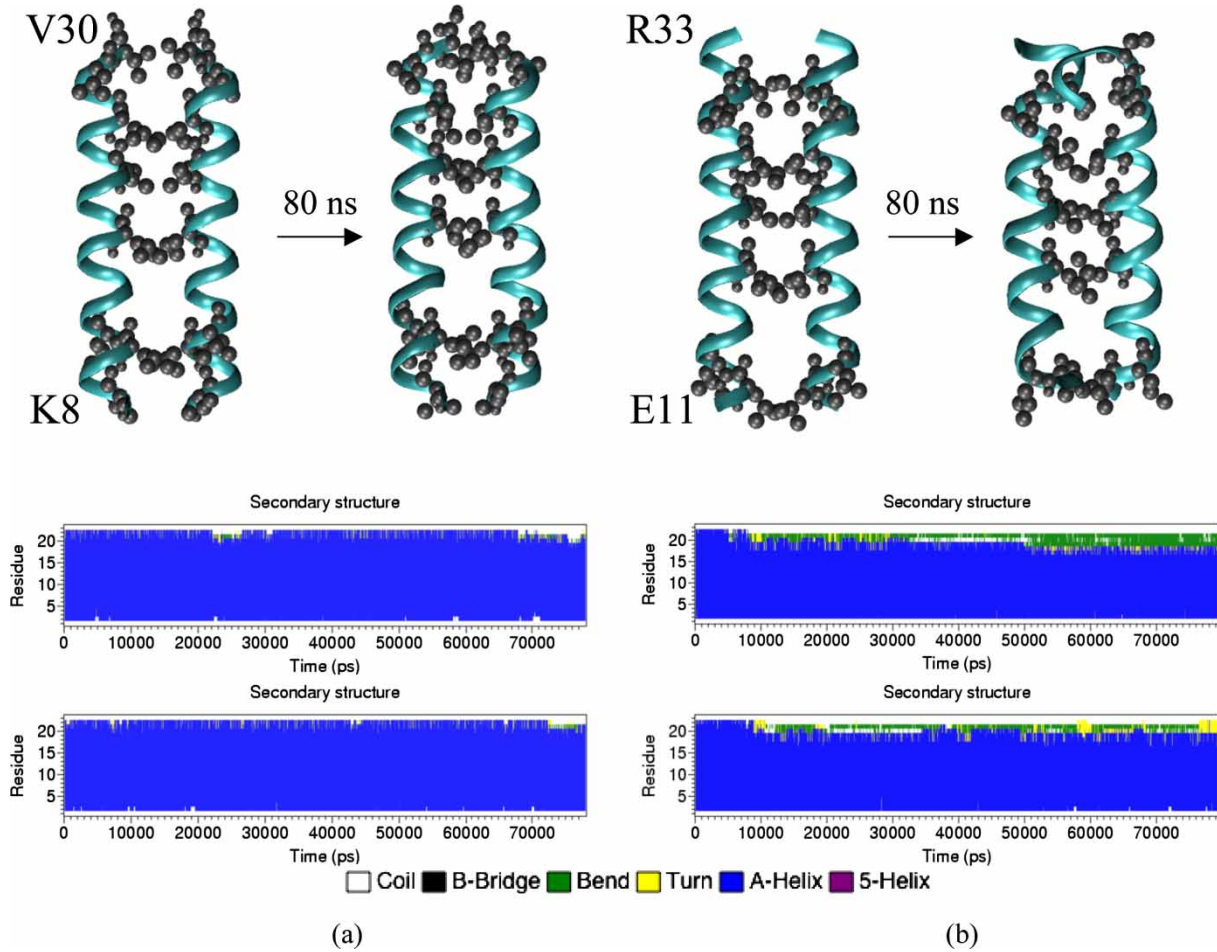 V30
R33
80 ns
80 ns
K8
E11
Secondary structure
Secondary structure
Residue
20
15
10
5
0 10000 20000 30000 40000 50000 60000 70000
Time (ps)
Residue
20
15
10
5
0 10000 20000 30000 40000 50000 60000 70000
Time (ps)
Secondary structure
Secondary structure
Residue
20
15
10
5
0 10000 20000 30000 40000 50000 60000 70000
Time (ps)
Residue
20
15
10
5
0 10000 20000 30000 40000 50000 60000 70000
Time (ps)
Coil B-Bridge Bend Turn A-Helix 5-Helix
(a) (b)